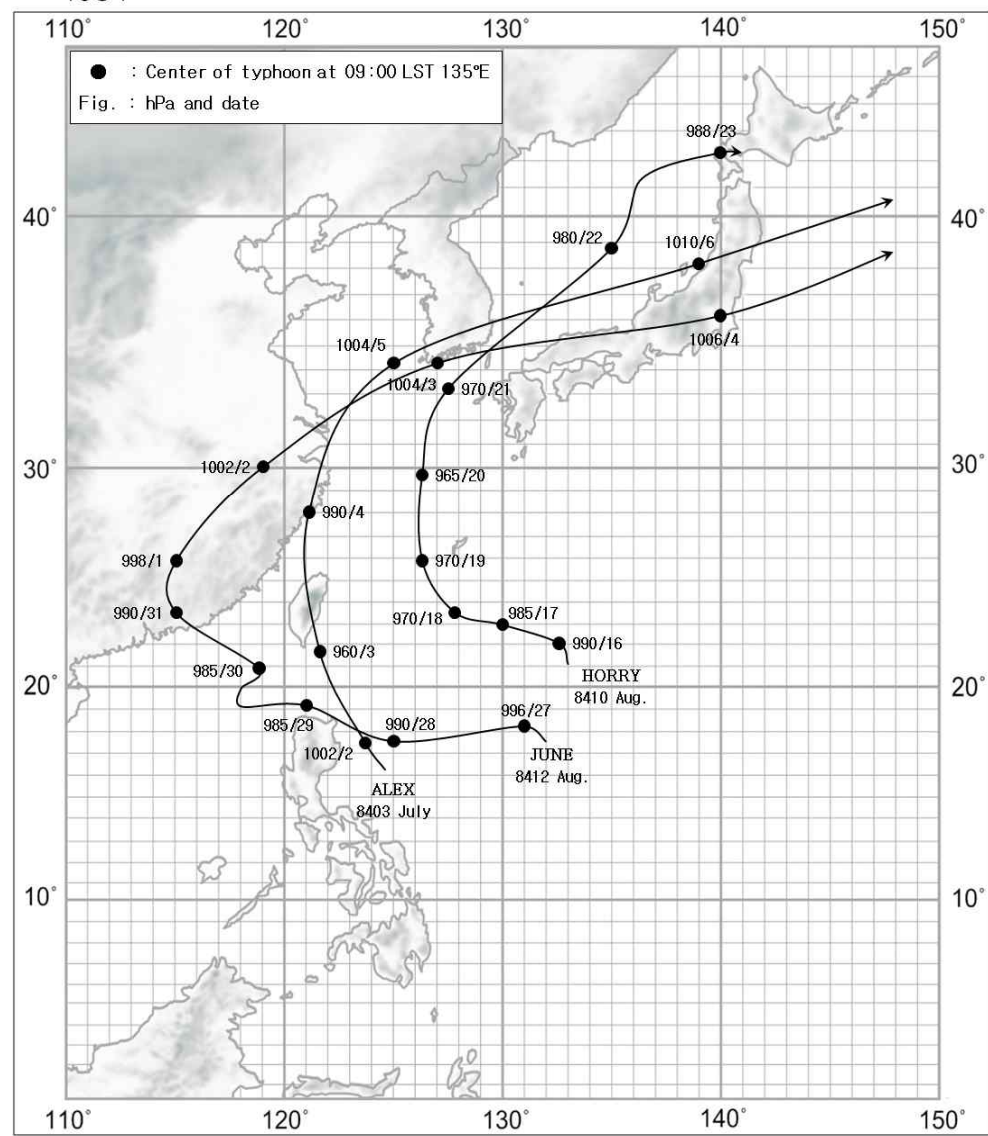 110° 120° 130° 140° 150°
● : Center of typhoon at 09:00 LST 135°E
Fig. : hPa and date
988/23
40° 40°
980/22 1010/6
1004/5 1006/4
1004/3 970/21
30° 1002/2 965/20 30°
990/4
998/1 970/19
990/31 970/18 985/17
960/3 990/16
985/30 HORRY
20° 8410 Aug. 20°
985/29 990/28 996/27
1002/2 JUNE
8412 Aug.
ALEX
8403 July
10° 10°
110° 120° 130° 140° 150°